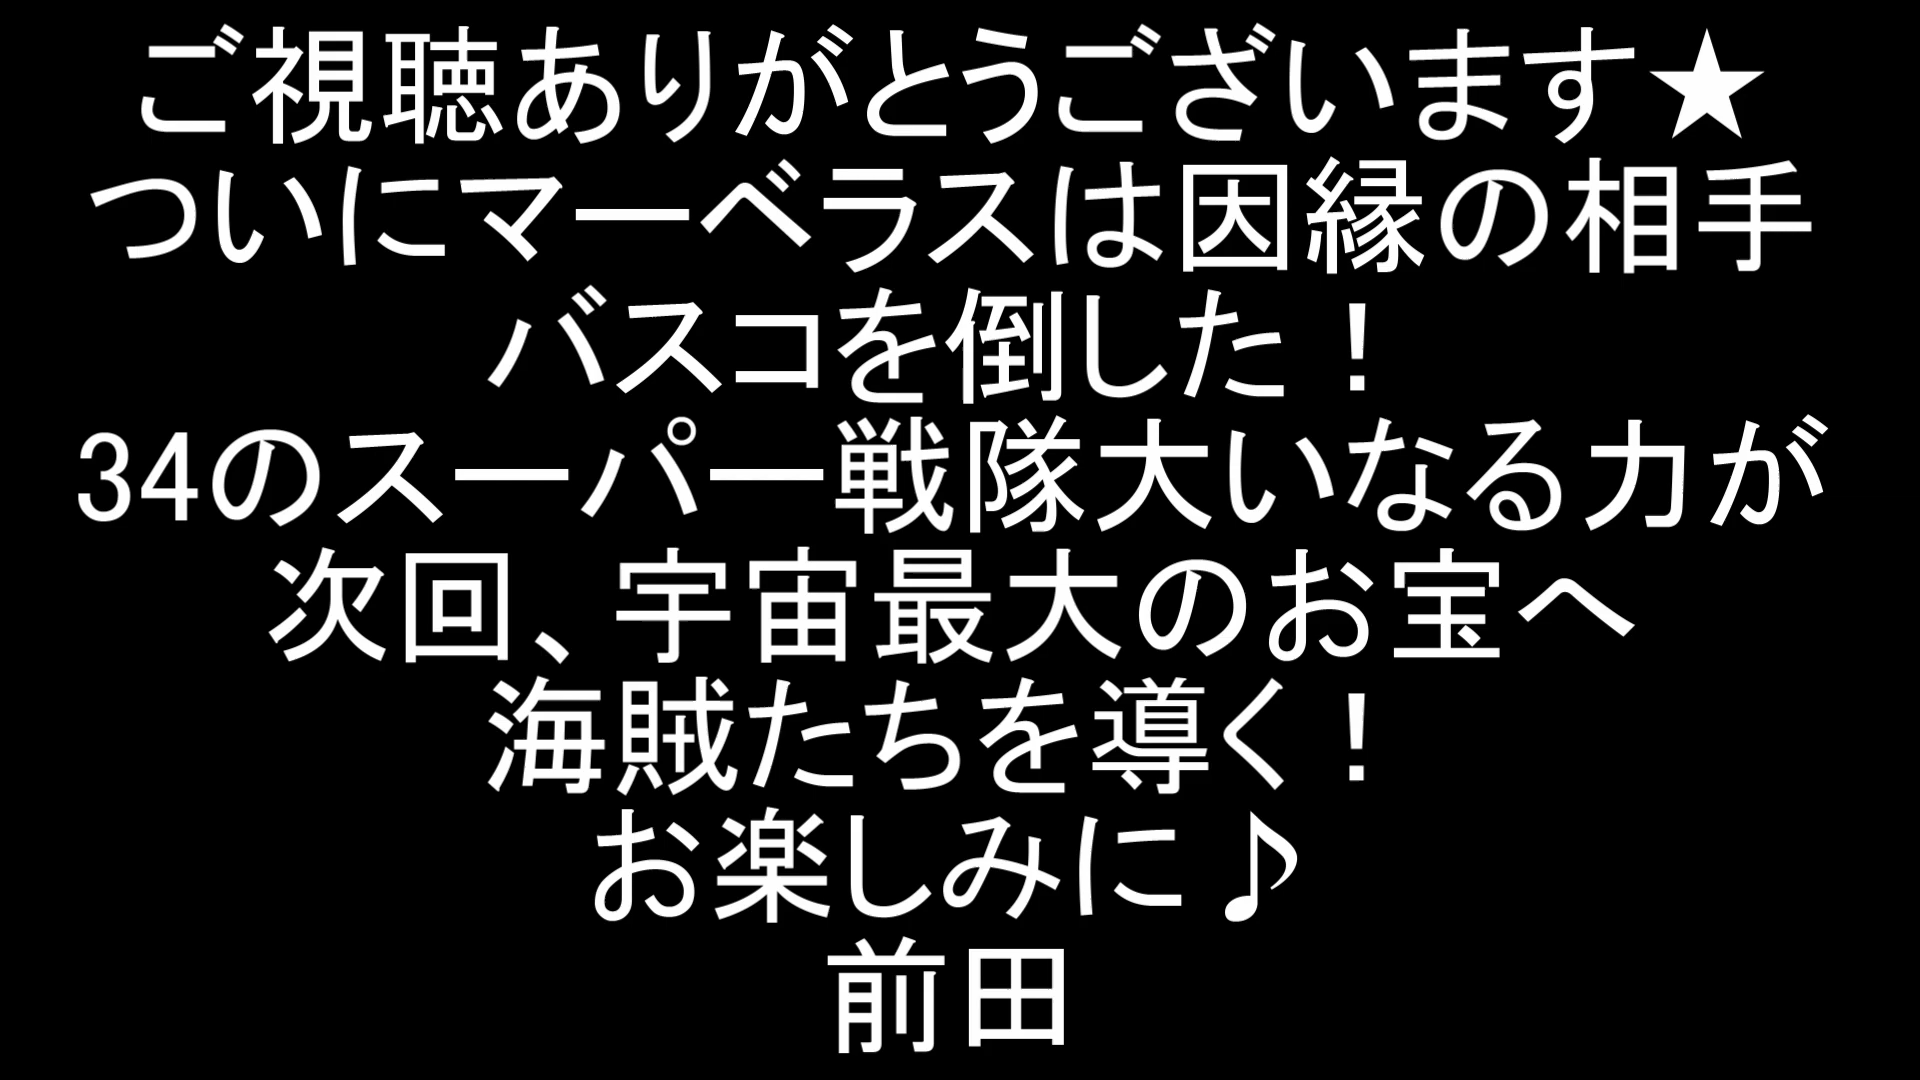 ご視聴ありがとうございます★
ついにマーベラスは因縁の相手
バスコを倒した！
34のスーパー戦隊大いなる力が
次回、宇宙最大のお宝へ
海賊たちを導く！
お楽しみに♪
前田